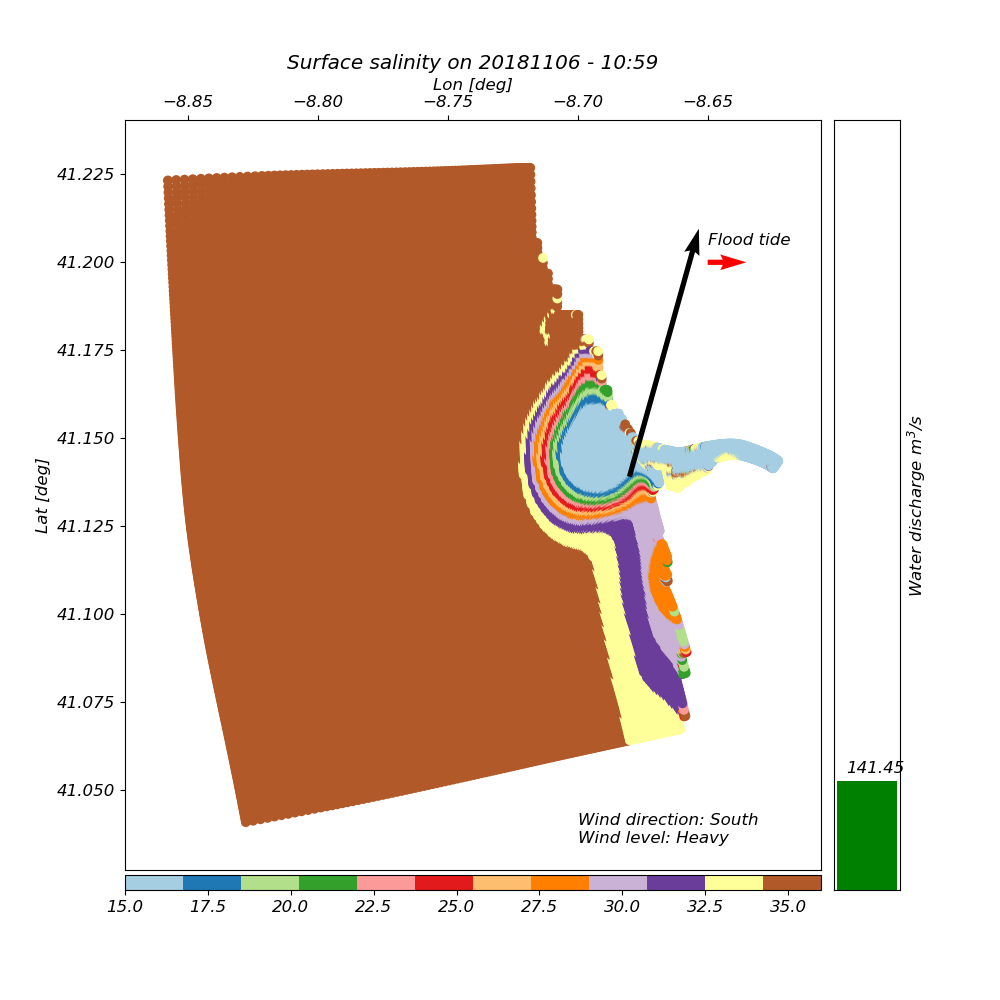 Surface salinity on 20181106 - 10:59
Lon [deg]
−8.85 −8.80 −8.75 −8.70 −8.65
41.225
41.200
41.175
41.150
41.125
41.100
41.075
41.050
Lat [deg]
Flood tide
Wind direction: South
Wind level: Heavy
141.45
Water discharge m³/s
15.0 17.5 20.0 22.5 25.0 27.5 30.0 32.5 35.0